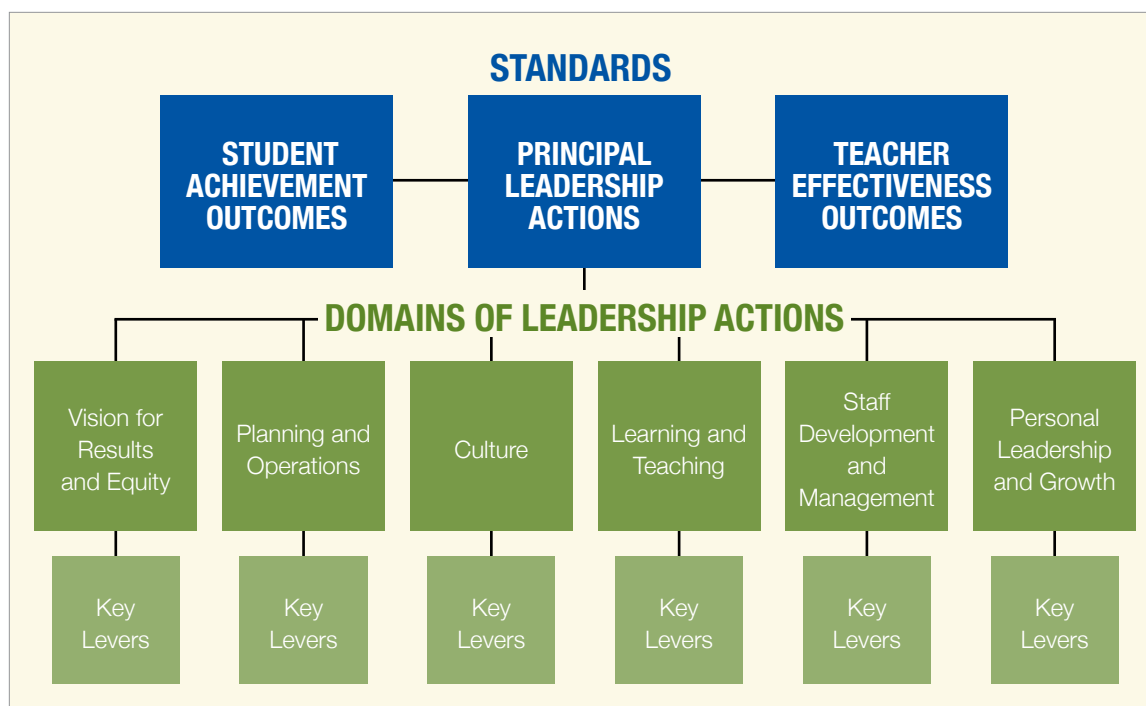 STANDARDS
STUDENT
ACHIEVEMENT
OUTCOMES
PRINCIPAL
LEADERSHIP
ACTIONS
TEACHER
EFFECTIVENESS
OUTCOMES
DOMAINS OF LEADERSHIP ACTIONS
Vision for
Results
and Equity
Planning and
Operations
Culture
Learning and
Teaching
Staff
Development
and
Management
Personal
Leadership
and Growth
Key
Levers
Key
Levers
Key
Levers
Key
Levers
Key
Levers
Key
Levers